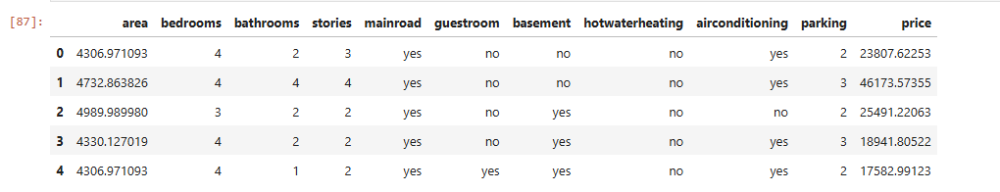 [87]: area bedrooms bathrooms stories mainroad guestroom basement hotwaterheating airconditioning parking price
0 4306.971093 4 2 3 yes no no no yes 2 23807.62253
1 4732.863826 4 4 4 yes no no no yes 3 46173.57355
2 4989.989980 3 2 2 yes no yes no no 2 25491.22063
3 4330.127019 4 2 2 yes no yes no yes 3 18941.80522
4 4306.971093 4 1 2 yes yes yes no yes 2 17582.99123